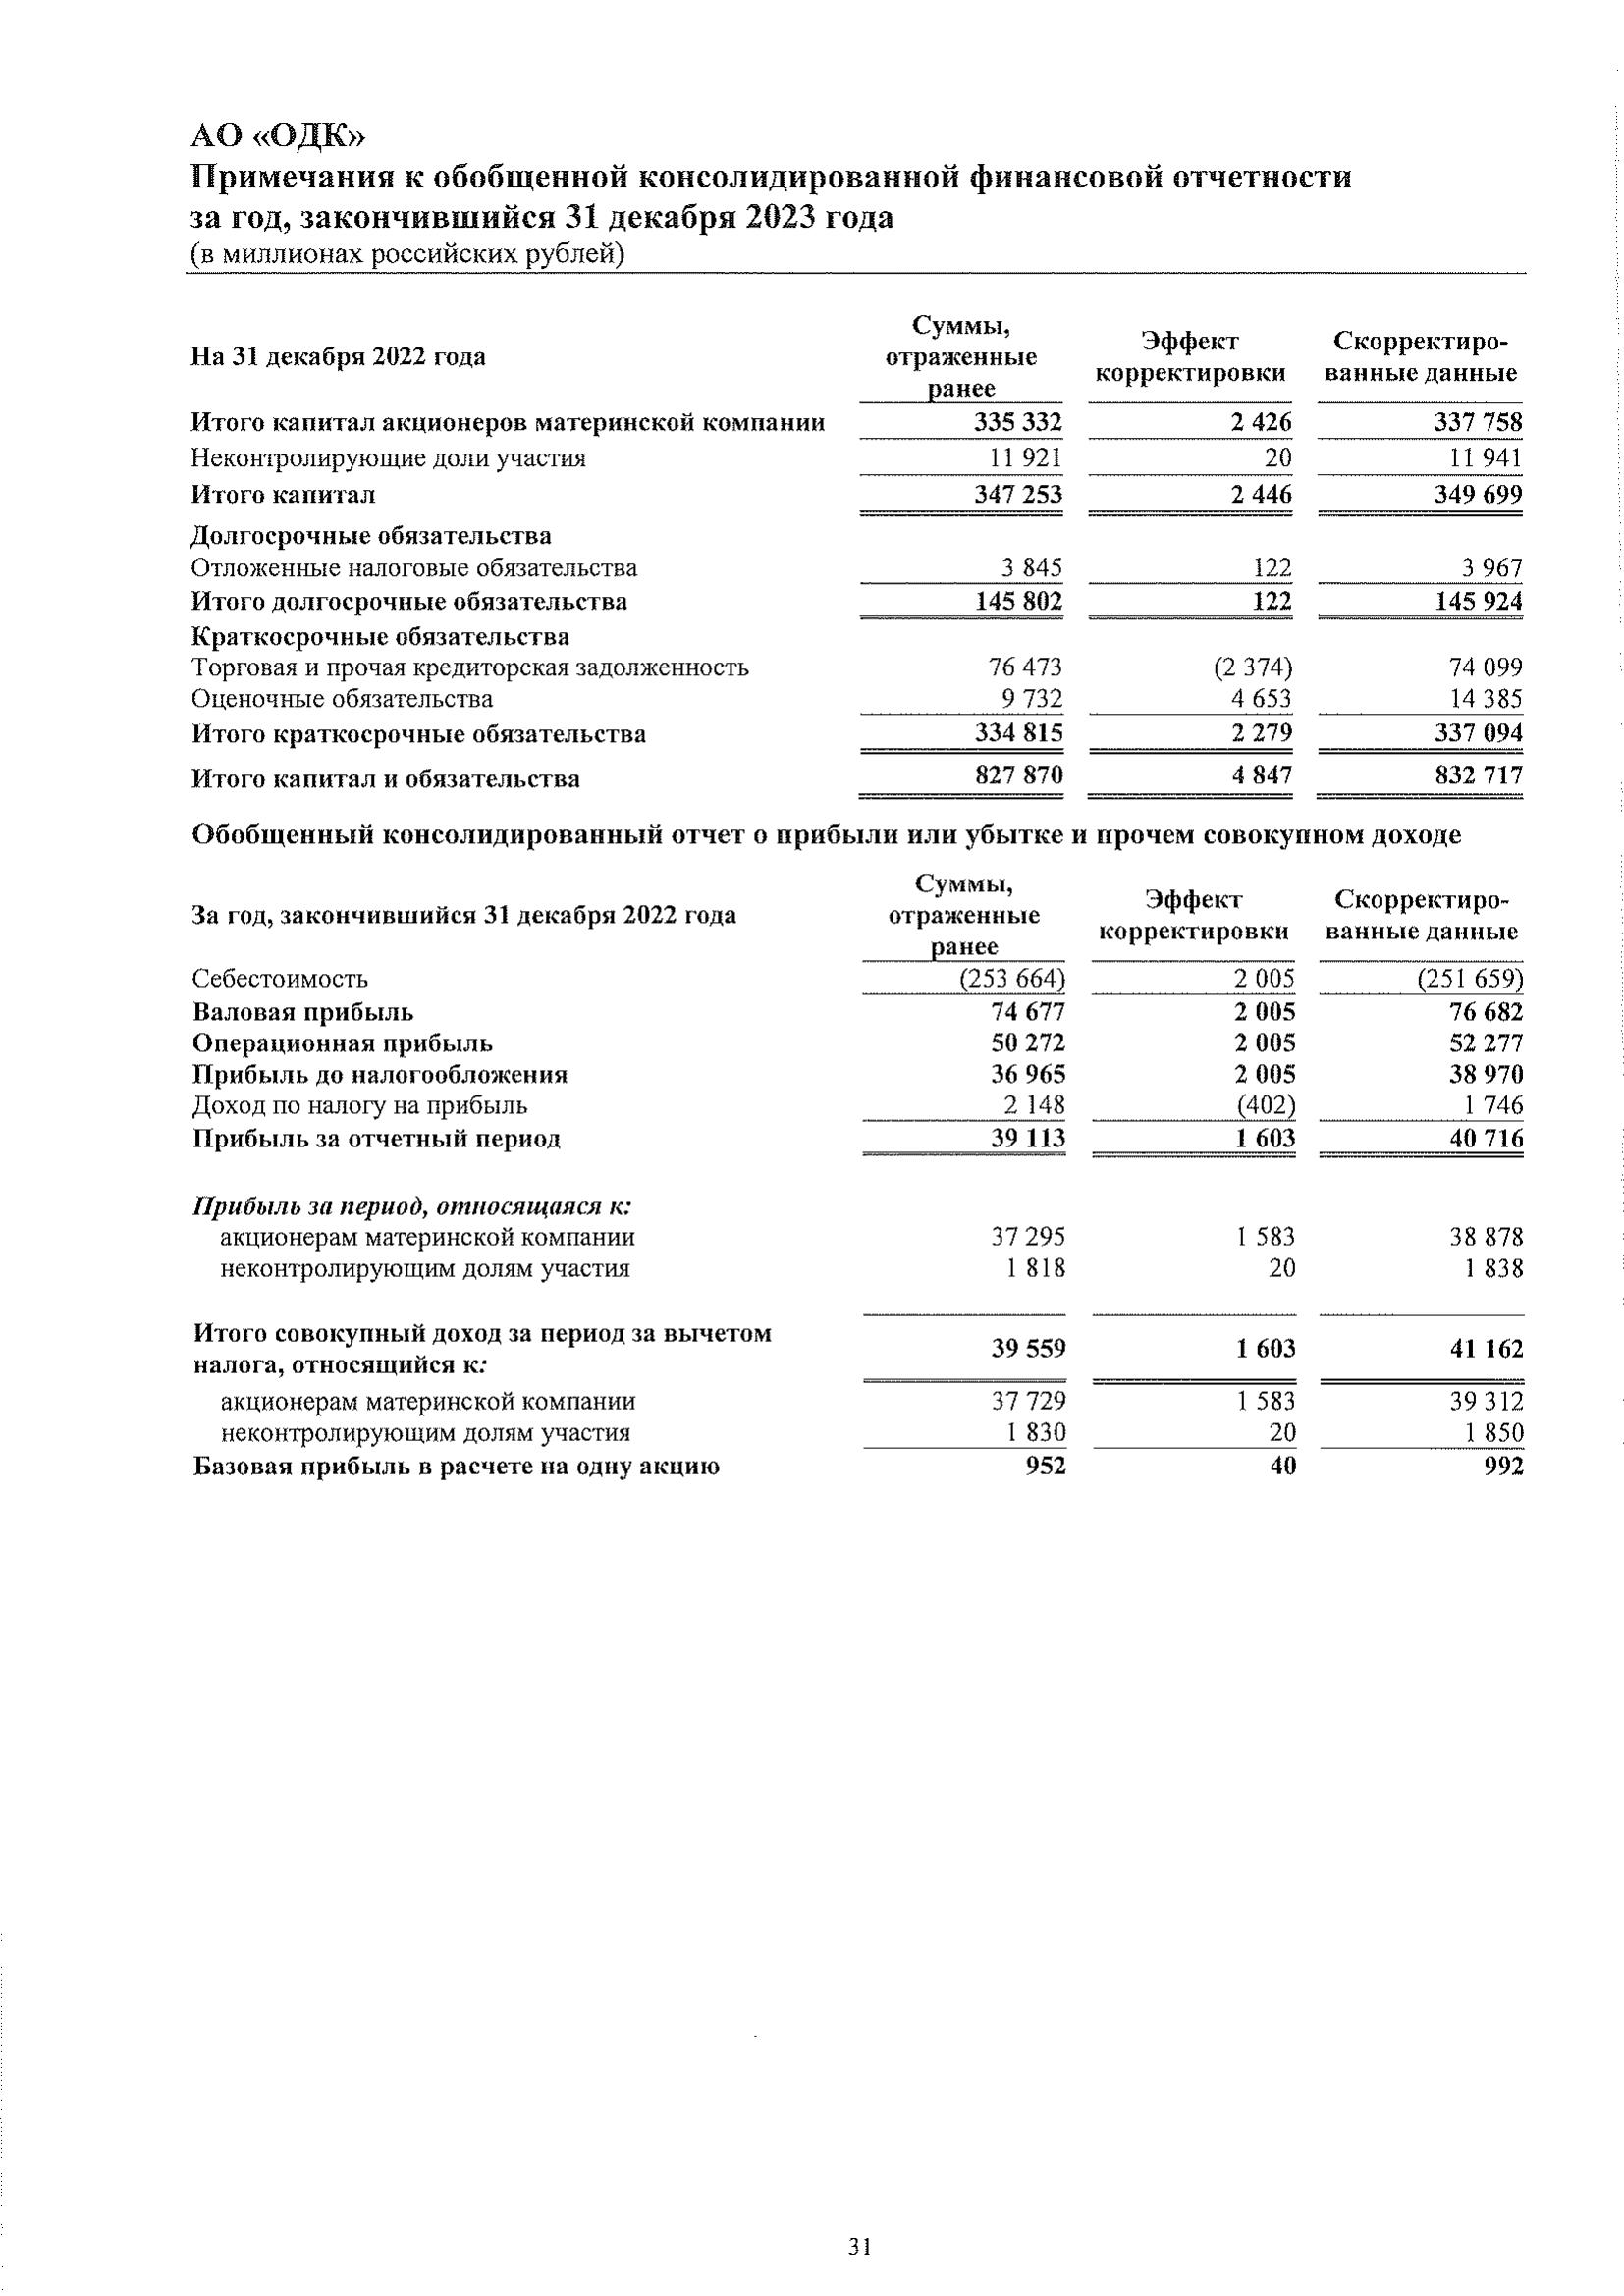 АО «ОДК»
Примечания к обобщенной консолидированной финансовой отчетности
за год, закончившийся 31 декабря 2023 года
(в миллионах российских рублей)
На 31 декабря 2022 года Суммы, отраженные ранее Эффект корректировки Скорректиро-ванные данные
Итого капитал акционеров материнской компании 335 332 2 426 337 758
Неконтролирующие доли участия 11 921 20 11 941
Итого капитал 347 253 2 446 349 699
Долгосрочные обязательства
Отложенные налоговые обязательства 3 845 122 3 967
Итого долгосрочные обязательства 145 802 122 145 924
Краткосрочные обязательства
Торговая и прочая кредиторская задолженность 76 473 (2 374) 74 099
Оценочные обязательства 9 732 4 653 14 385
Итого краткосрочные обязательства 334 815 2 279 337 094
Итого капитал и обязательства 827 870 4 847 832 717
Обобщенный консолидированный отчет о прибыли или убытке и прочем совокупном доходе
За год, закончившийся 31 декабря 2022 года Суммы, отраженные ранее Эффект корректировки Скорректиро-ванные данные
Себестоимость (253 664) 2 005 (251 659)
Валовая прибыль 74 677 2 005 76 682
Операционная прибыль 50 272 2 005 52 277
Прибыль до налогообложения 36 965 2 005 38 970
Доход по налогу на прибыль 2 148 (402) 1 746
Прибыль за отчетный период 39 113 1 603 40 716
Прибыль за период, относящаяся к:
акционерам материнской компании 37 295 1 583 38 878
неконтролирующим долям участия 1 818 20 1 838
Итого совокупный доход за период за вычетом
налога, относящийся к: 39 559 1 603 41 162
акционерам материнской компании 37 729 1 583 39 312
неконтролирующим долям участия 1 830 20 1 850
Базовая прибыль в расчете на одну акцию 952 40 992
31